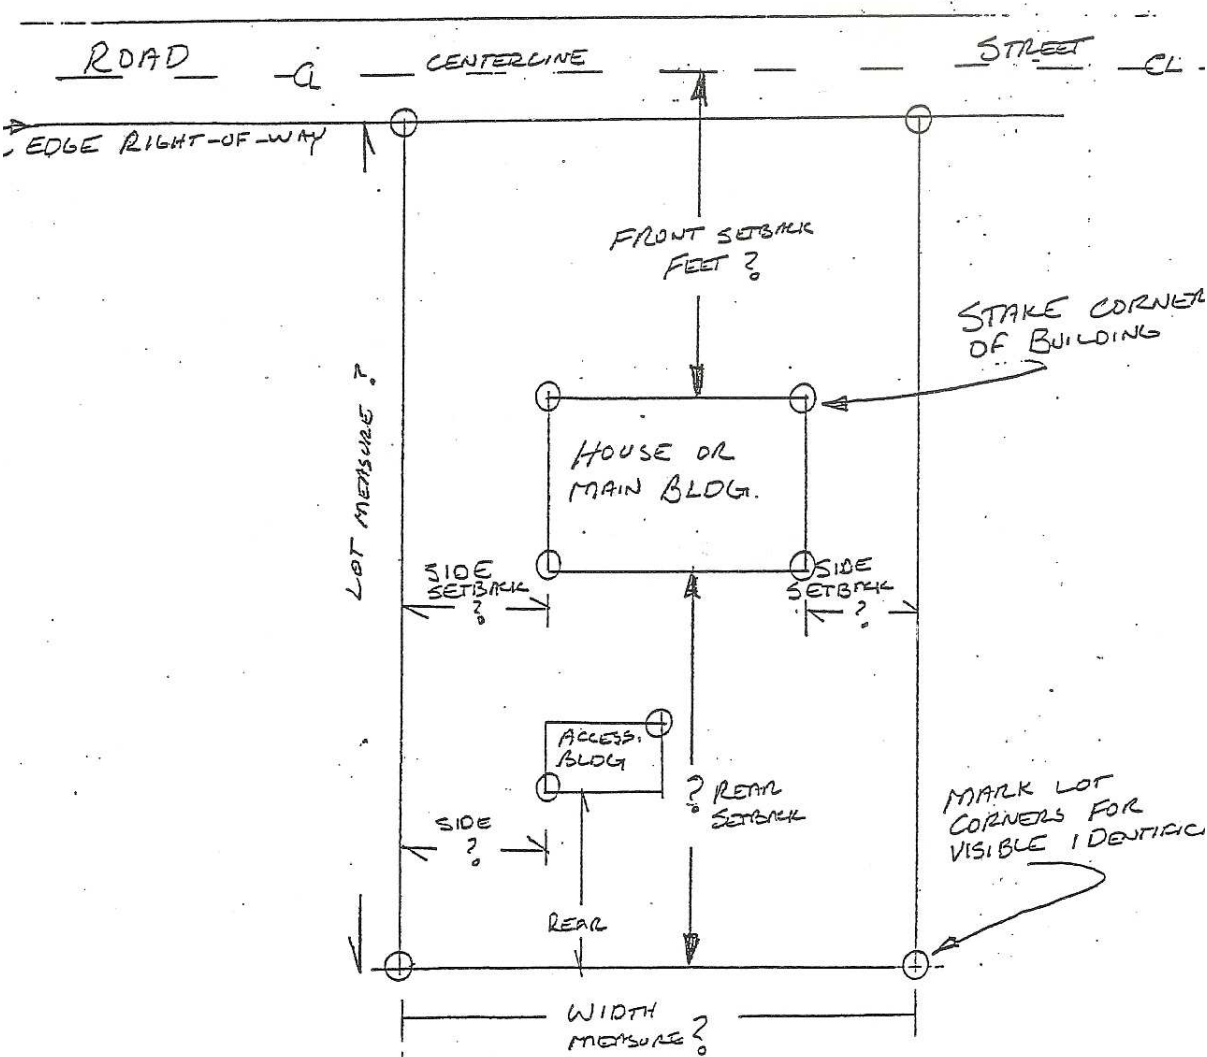 ROAD
CL
CENTERLINE
STREET
CL
EDGE RIGHT-OF-WAY
FRONT SETBACK
FEET ?
STAKE CORNER
OF BUILDING
LOT MEASURE ?
HOUSE OR
MAIN BLDG.
SIDE
SETBACK
?
SIDE
SETBACK
?
ACCESS.
BLDG
? REAR
SETBACK
SIDE
?
REAR
MARK LOT
CORNERS FOR
VISIBLE IDENTIFICA
WIDTH
MEASURE ?